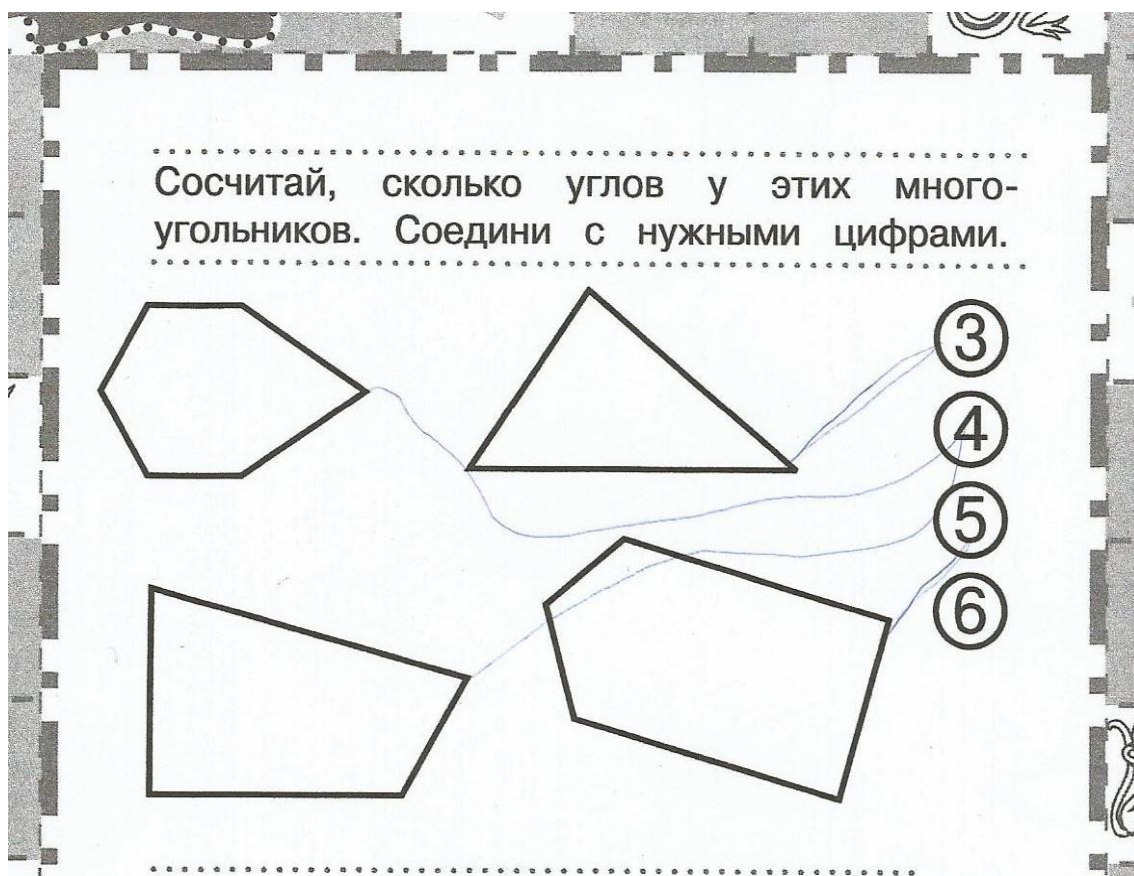 Сосчитай, сколько углов у этих много-
угольников. Соедини с нужными цифрами.
3
4
5
6